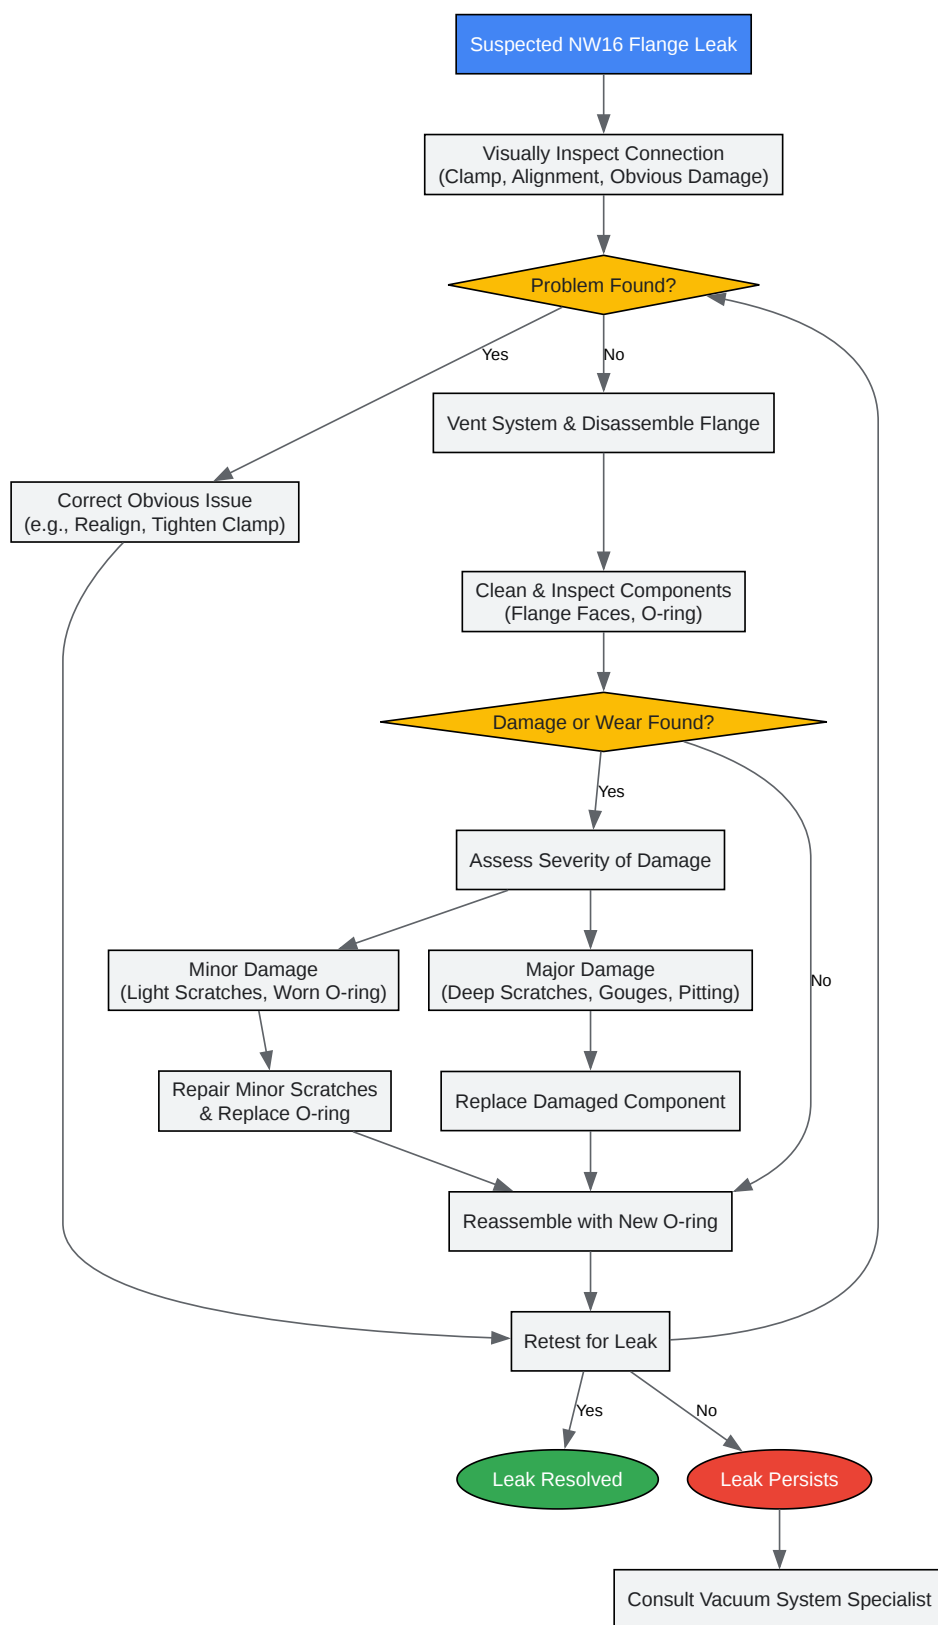 Suspected NW16 Flange Leak
Visually Inspect Connection
(Clamp, Alignment, Obvious Damage)
Problem Found?
Yes
No
Vent System & Disassemble Flange
Correct Obvious Issue
(e.g., Realign, Tighten Clamp)
Clean & Inspect Components
(Flange Faces, O-ring)
Damage or Wear Found?
Yes
Assess Severity of Damage
Minor Damage
(Light Scratches, Worn O-ring)
Major Damage
(Deep Scratches, Gouges, Pitting)
No
Repair Minor Scratches
& Replace O-ring
Replace Damaged Component
Reassemble with New O-ring
Retest for Leak
Yes
No
Leak Resolved
Leak Persists
Consult Vacuum System Specialist